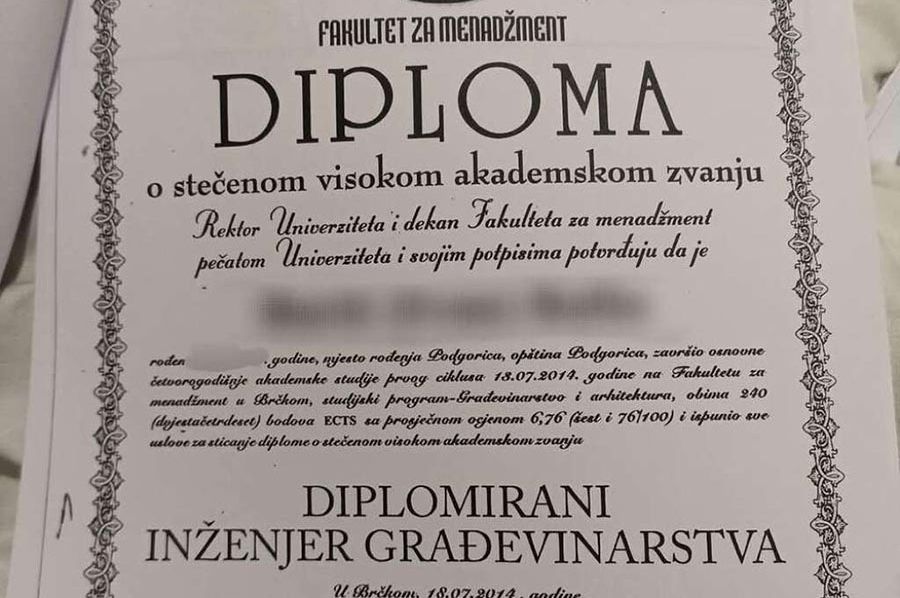 FAKULTET ZA MENADŽMENT
DIPLOMA
o stečenom visokom akademskom zvanju
Rektor Univerziteta i dekan Fakulteta za menadžment
pečatom Univerziteta i svojim potpisima potvrđuju da je
rođen .godine, mjesto rođenja Podgorica, opština Podgorica, završio osnovne
četvorogodišnje akademske studije prvog ciklusa 18.07.2014. godine na Fakultetu za
menadžment u Brčkom, studijski program-Građevinarstvo i arhitektura, obima 240
(dvjestačetrdeset) bodova ECTS sa prosječnom ocjenom 6,76 (šest i 76/100) i ispunio sve
uslove za sticanje diplome o stečenom visokom akademskom zvanju
DIPLOMIRANI
INŽENJER GRAĐEVINARSTVA
U Brčkom, 18.07.2014. godine